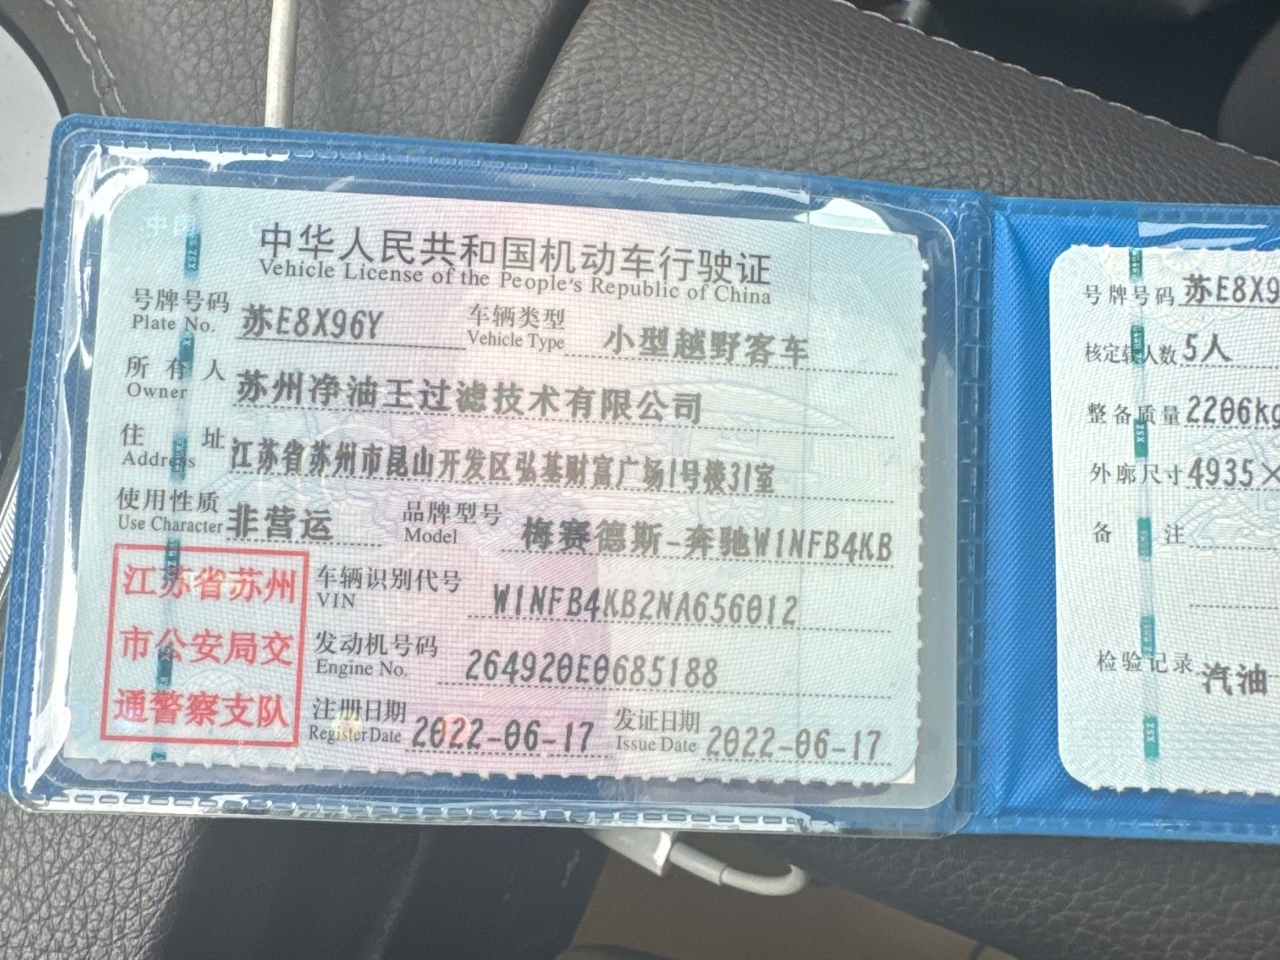 中华人民共和国机动车行驶证
Vehicle License of the People's Republic of China
号牌号码 苏E8X96Y 车辆类型 小型越野客车
Plate No. Vehicle Type
所有人 苏州净油王过滤技术有限公司
Owner
住址 江苏省苏州市昆山开发区弘基财富广场1号楼31室
Address
使用性质 非营运 品牌型号 梅赛德斯-奔驰W1NFB4KB
Use Character Model
江苏省苏州
市公安局交
通警察支队
车辆识别代号 W1NFB4KB2NA656012
VIN
发动机号码 264920E0685188
Engine No.
注册日期 2022-06-17 发证日期 2022-06-17
Register Date Issue Date
号牌号码 苏E8X9
核定载人数 5人
整备质量 2206kg
外廓尺寸 4935×
备注
检验记录 汽油